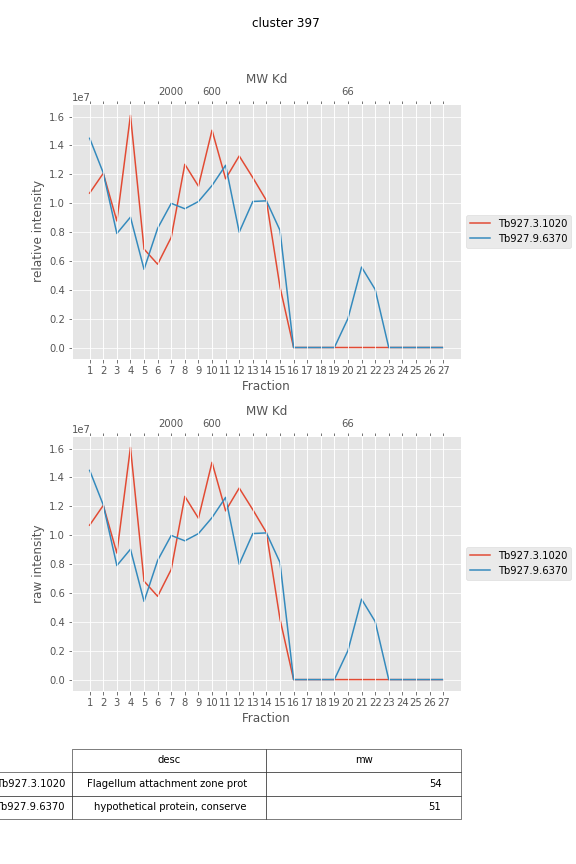 cluster 397
MW Kd
1e7 2000 600 66
1.6
1.4
1.2
1.0
0.8
0.6
0.4
0.2
0.0
relative intensity
Tb927.3.1020
Tb927.9.6370
1 2 3 4 5 6 7 8 9 10 11 12 13 14 15 16 17 18 19 20 21 22 23 24 25 26 27
Fraction
MW Kd
1e7 2000 600 66
1.6
1.4
1.2
1.0
0.8
0.6
0.4
0.2
0.0
raw intensity
Tb927.3.1020
Tb927.9.6370
1 2 3 4 5 6 7 8 9 10 11 12 13 14 15 16 17 18 19 20 21 22 23 24 25 26 27
Fraction
desc mw
Tb927.3.1020 Flagellum attachment zone prot 54
Tb927.9.6370 hypothetical protein, conserve 51